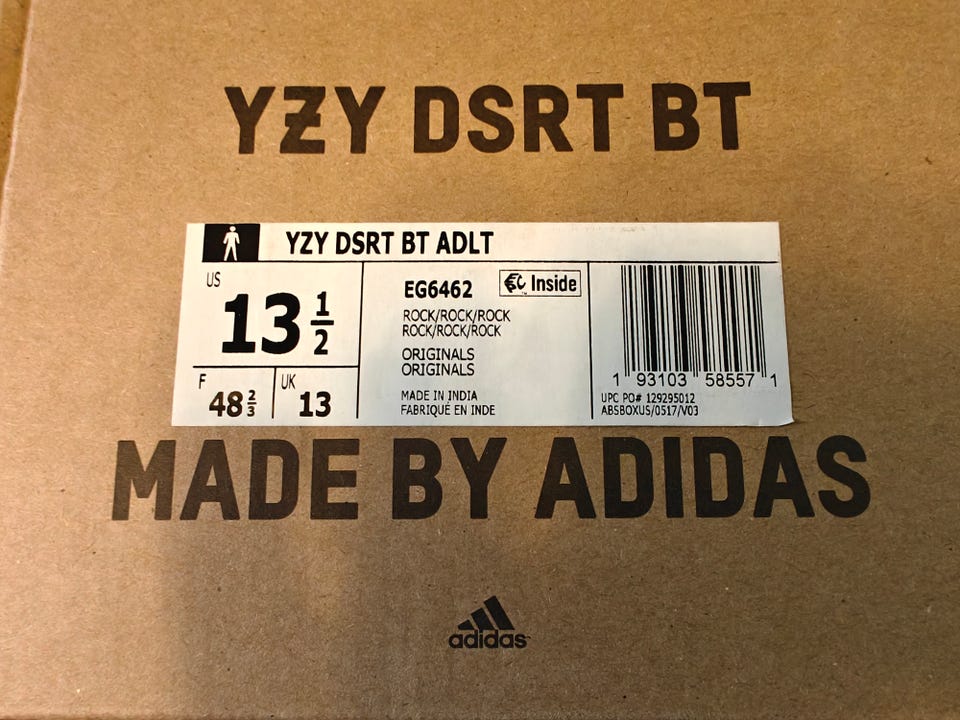 YZY DSRT BT
YZY DSRT BT ADLT
US
13 1/2
F
48 2/3
UK
13
EG6462
EC Inside
ROCK/ROCK/ROCK
ROCK/ROCK/ROCK
ORIGINALS
ORIGINALS
MADE IN INDIA
FABRIQUÉ EN INDE
1 93103 58557 1
UPC PO# 129295012
ABSBOXUS/0517/V03
MADE BY ADIDAS
adidas